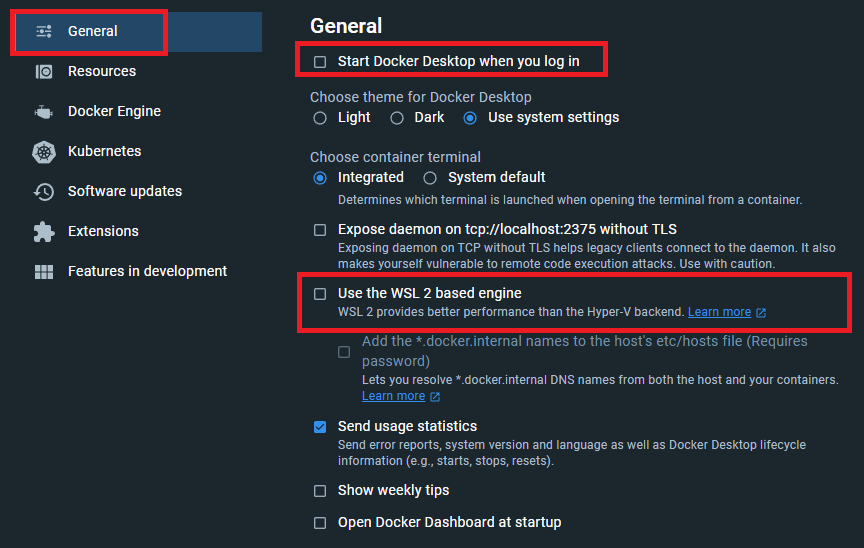 General
Resources
Docker Engine
Kubernetes
Software updates
Extensions
Features in development
General
Start Docker Desktop when you log in
Choose theme for Docker Desktop
Light Dark Use system settings
Choose container terminal
Integrated System default
Determines which terminal is launched when opening the terminal from a container.
Expose daemon on tcp://localhost:2375 without TLS
Exposing daemon on TCP without TLS helps legacy clients connect to the daemon. It also
makes yourself vulnerable to remote code execution attacks. Use with caution.
Use the WSL 2 based engine
WSL 2 provides better performance than the Hyper-V backend. Learn more
Add the *.docker.internal names to the host's etc/hosts file (Requires
password)
Lets you resolve *.docker.internal DNS names from both the host and your containers.
Learn more
Send usage statistics
Send error reports, system version and language as well as Docker Desktop lifecycle
information (e.g., starts, stops, resets).
Show weekly tips
Open Docker Dashboard at startup